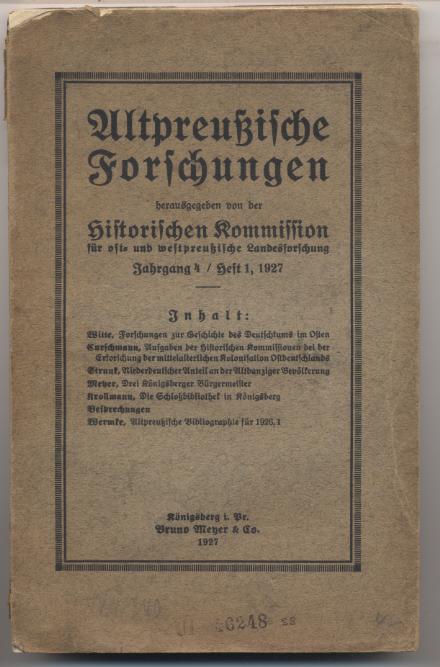 Altpreußische
Forschungen
herausgegeben von der
Historischen Kommission
für ost- und westpreußische Landesforschung
Jahrgang 4 / Heft 1, 1927
Inhalt:
Witte, Forschungen zur Geschichte des Deutschtums im Osten
Curschmann, Aufgaben der Historischen Kommissionen bei der
Erforschung der mittelalterlichen Kolonisation Ostdeutschlands
Strunk, Niederdeutscher Anteil an der Altdanziger Bevölkerung
Meyer, Drei Königsberger Bürgermeister
Krollmann, Die Schloßbibliothek in Königsberg
Besprechungen
Wermke, Altpreußische Bibliographie für 1926, I
Königsberg i. Pr.
Bruno Meyer & Co.
1927
6248